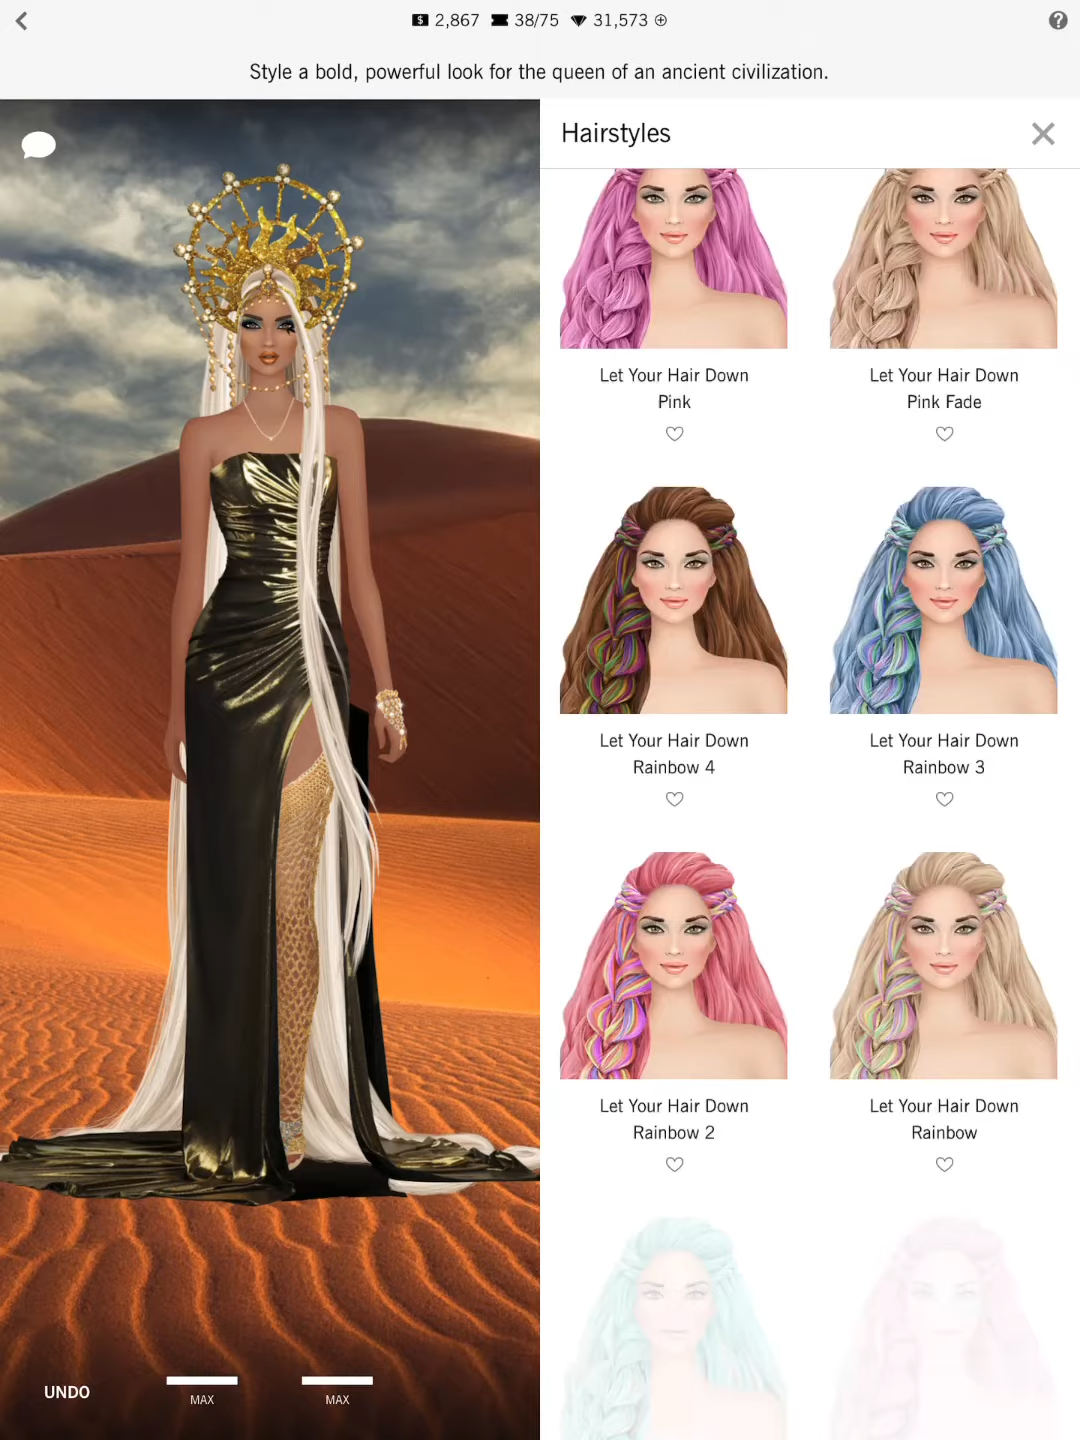 $ 2,867 38/75 31,573
?
Style a bold, powerful look for the queen of an ancient civilization.
Hairstyles
Let Your Hair Down
Pink
Let Your Hair Down
Pink Fade
Let Your Hair Down
Rainbow 4
Let Your Hair Down
Rainbow 3
Let Your Hair Down
Rainbow 2
Let Your Hair Down
Rainbow
UNDO
MAX
MAX